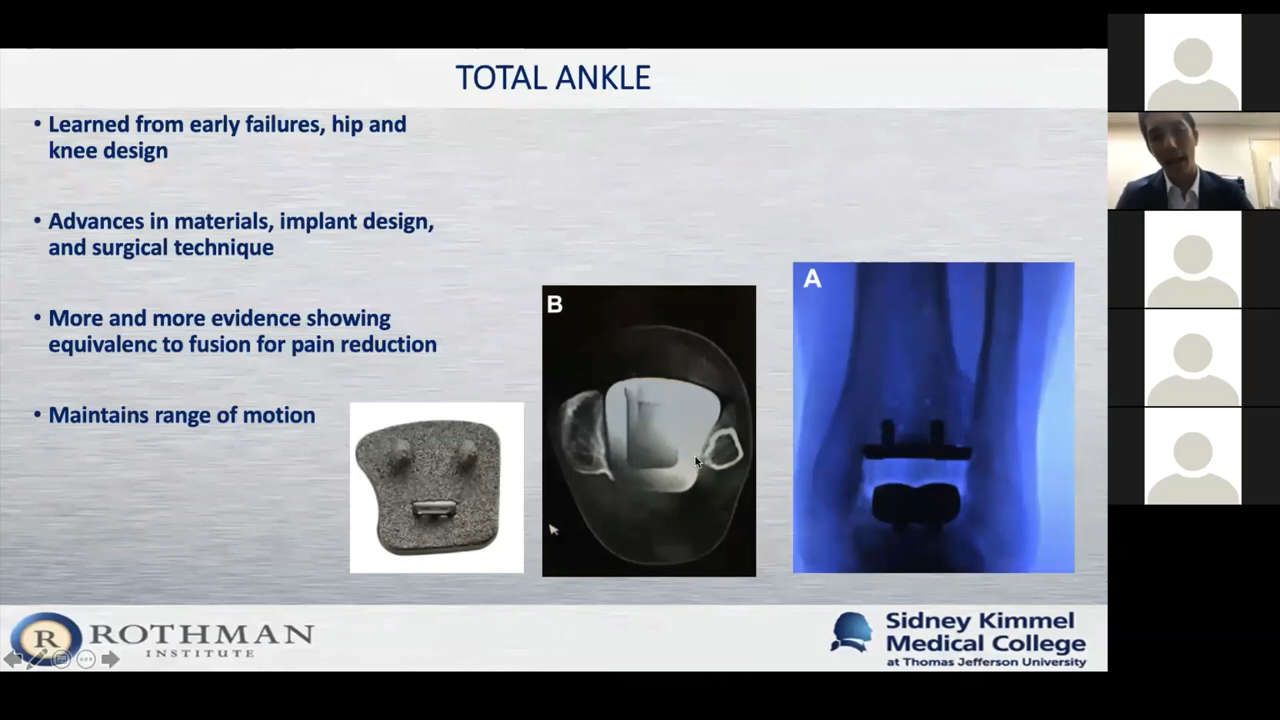 TOTAL ANKLE
• Learned from early failures, hip and
knee design
• Advances in materials, implant design,
and surgical technique
• More and more evidence showing
equivalenc to fusion for pain reduction
• Maintains range of motion
B
A
R ROTHMAN
INSTITUTE
Sidney Kimmel
Medical College
at Thomas Jefferson University